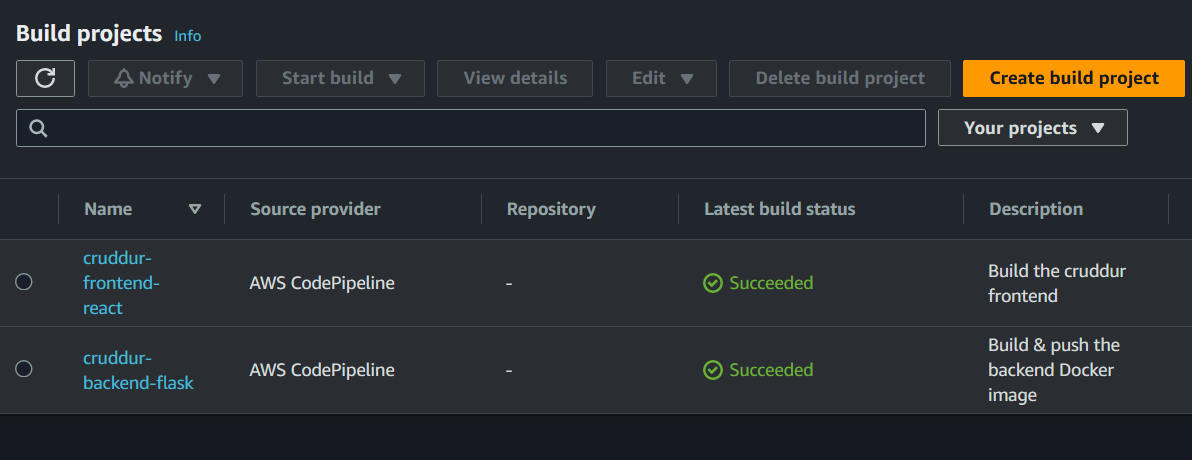 Build projects Info
Notify Start build View details Edit Delete build project Create build project
Your projects
Name Source provider Repository Latest build status Description
cruddur-
frontend-
react
AWS CodePipeline
-
Succeeded
Build the cruddur
frontend
cruddur-
backend-flask
AWS CodePipeline
-
Succeeded
Build & push the
backend Docker
image